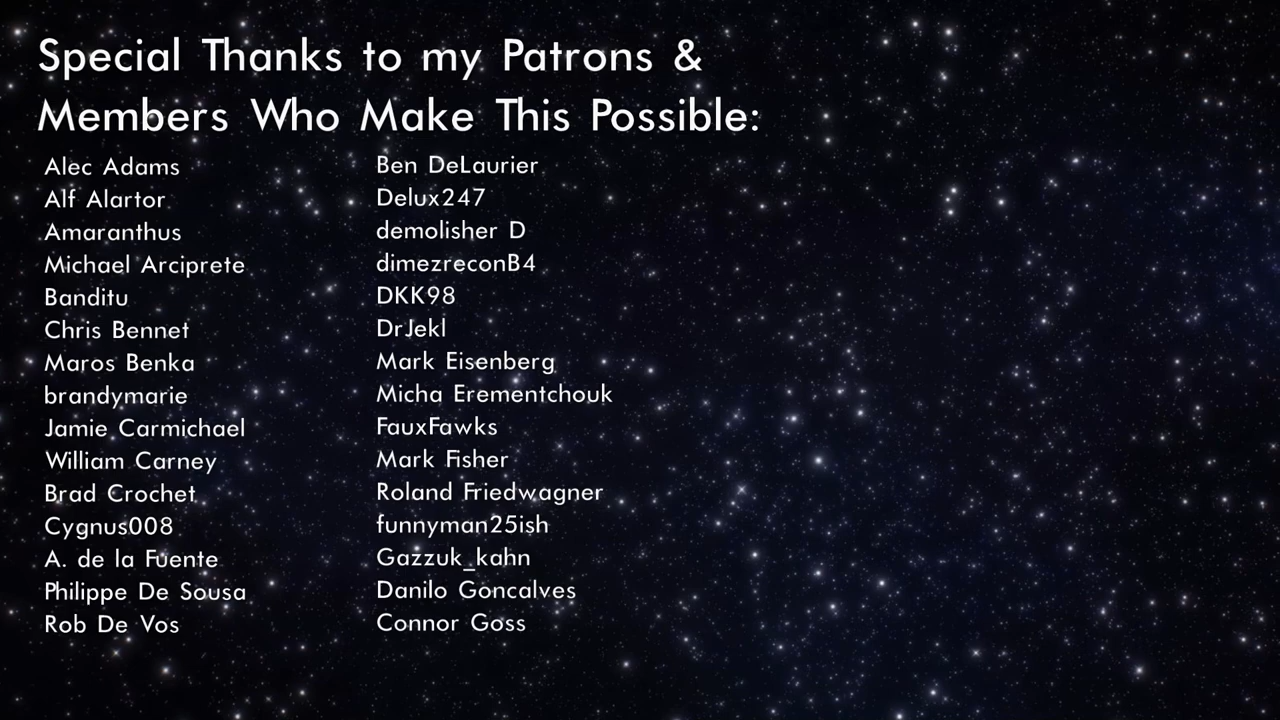 Special Thanks to my Patrons &
Members Who Make This Possible:
Alec Adams
Alf Alartor
Amaranthus
Michael Arciprete
Banditu
Chris Bennet
Maros Benka
brandymarie
Jamie Carmichael
William Carney
Brad Crochet
Cygnus008
A. de la Fuente
Philippe De Sousa
Rob De Vos
Ben DeLaurier
Delux247
demolisher D
dimezreconB4
DKK98
DrJekl
Mark Eisenberg
Micha Erementchouk
FauxFawks
Mark Fisher
Roland Friedwagner
funnyman25ish
Gazzuk_kahn
Danilo Goncalves
Connor Goss